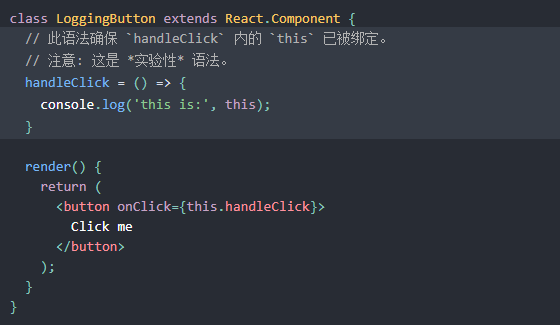 class LoggingButton extends React.Component {
// 此语法确保 `handleClick` 内的 `this` 已被绑定。
// 注意: 这是 *实验性* 语法。
handleClick = () => {
console.log('this is:', this);
}
render() {
return (
<button onClick={this.handleClick}>
Click me
</button>
);
}
}